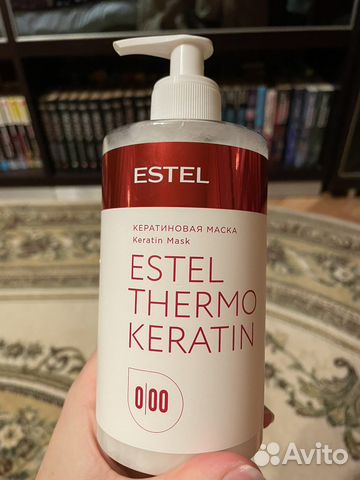 ESTEL
КЕРАТИНОВАЯ МАСКА
Keratin Mask
ESTEL
THERMO
KERATIN
0|00
Avito